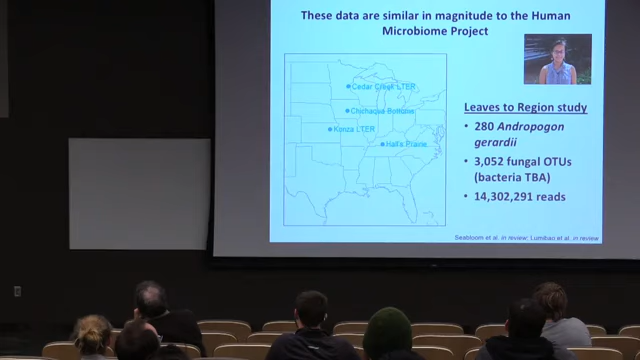 These data are similar in magnitude to the Human
Microbiome Project
Cedar Creek LTER
Chichaqua Bottoms
Konza LTER
Hall's Prairie
Leaves to Region study
• 280 Andropogon
gerardii
• 3,052 fungal OTUs
(bacteria TBA)
• 14,302,291 reads
Seabloom et al. in review; Lumibao et al. in review